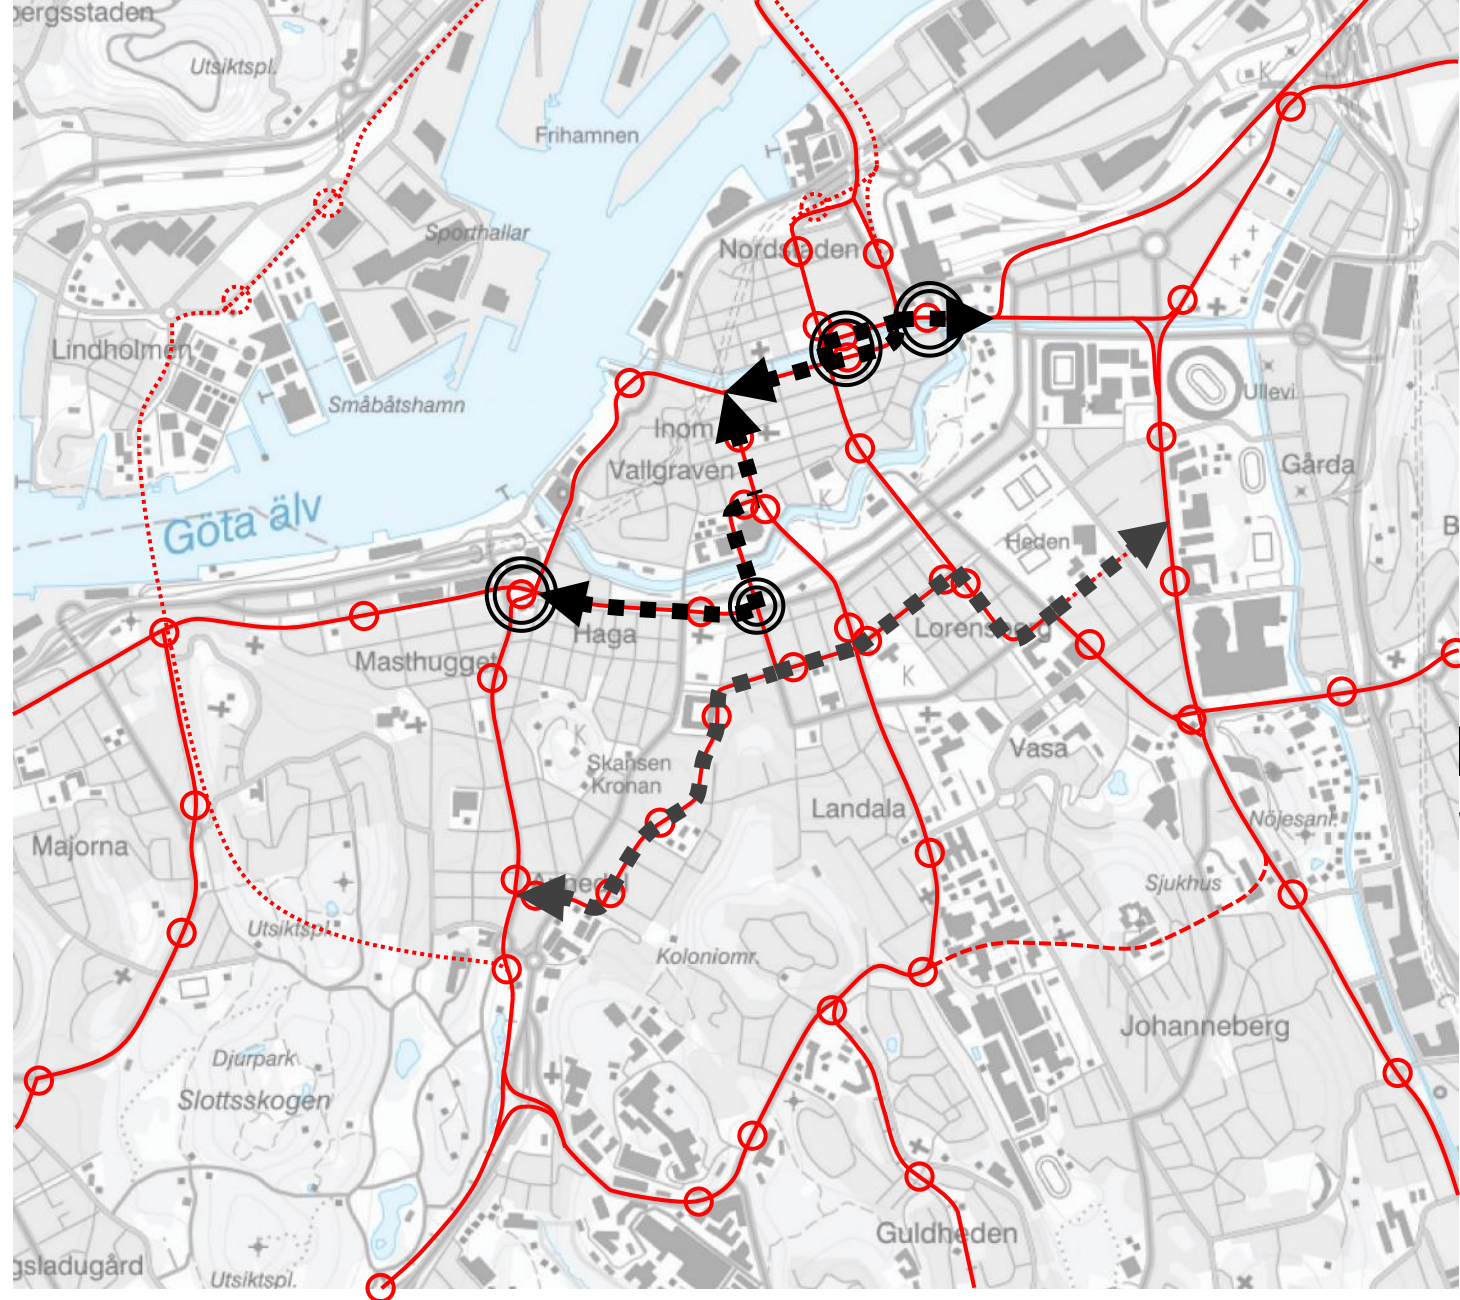 bergsstaden
Utsiktspl.
K
Frihamnen
Sporthallar
Nordstaden
Lindholmen
Ullevi
Småbåtshamn
Inom
Vallgraven
Gårda
K
Göta älv
B
Heden
Haga
Lorensberg
Masthugget
K
Vasa
Skansen
Kronan
Landala
Nöjesanl.
Majorna
Sjukhus
Utsiktspl.
Koloniomr.
Johanneberg
Djurpark
Slottsskogen
Guldheden
gsladugård
Utsiktspl.